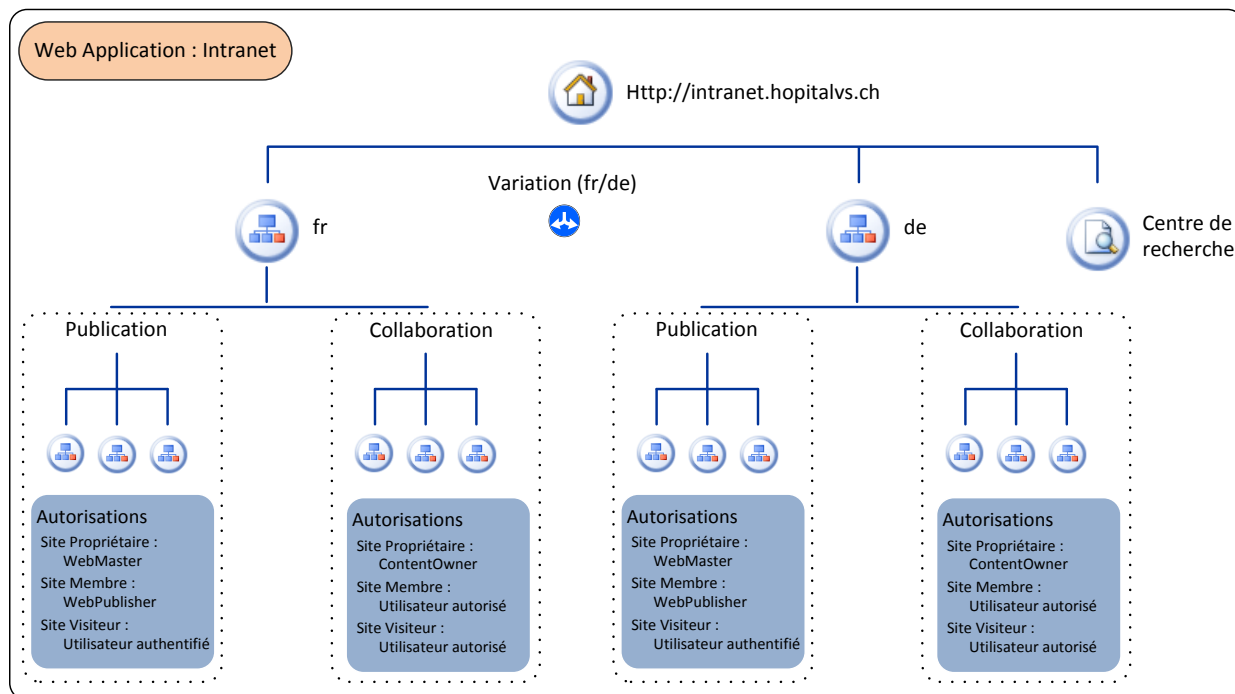 Web Application : Intranet
Http://intranet.hopitalvs.ch
Variation (fr/de)
fr
de
Centre de
recherche
Publication
Collaboration
Publication
Collaboration
Autorisations
Site Propriétaire :
WebMaster
Site Membre :
WebPublisher
Site Visiteur :
Utilisateur authentifié
Autorisations
Site Propriétaire :
ContentOwner
Site Membre :
Utilisateur autorisé
Site Visiteur :
Utilisateur autorisé
Autorisations
Site Propriétaire :
WebMaster
Site Membre :
WebPublisher
Site Visiteur :
Utilisateur authentifié
Autorisations
Site Propriétaire :
ContentOwner
Site Membre :
Utilisateur autorisé
Site Visiteur :
Utilisateur autorisé